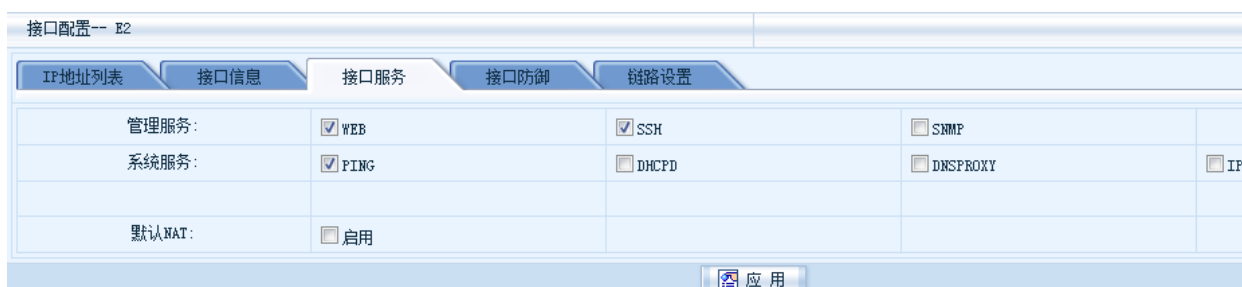 接口配置-- E2
IP地址列表 接口信息 接口服务 接口防御 链路设置
管理服务: WEB SSH SNMP
系统服务: PING DHCPD DNSPROXY IP
默认NAT: 启用
应 用